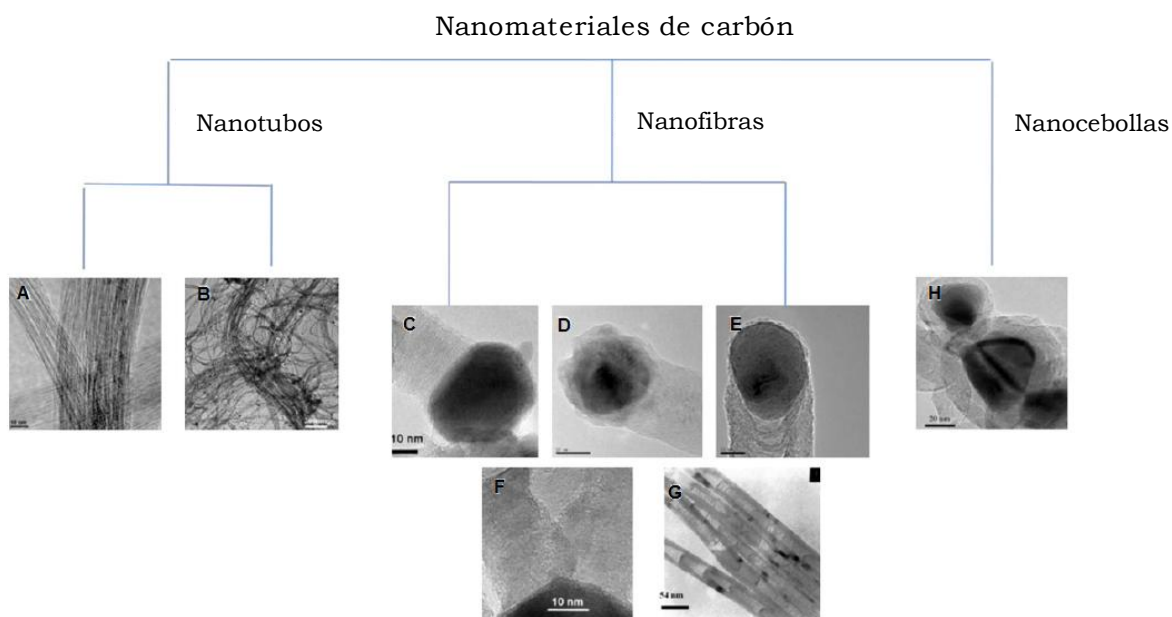 Nanomateriales de carbón
Nanotubos
Nanofibras
Nanocebollas
A
B
C
D
E
H
10 nm
20 nm
F
G
10 nm
54 nm